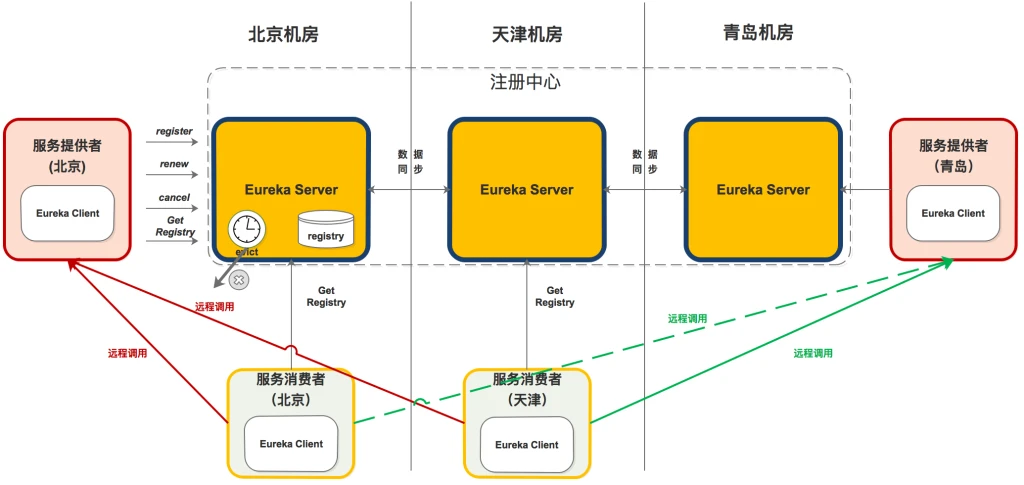 北京机房
天津机房
青岛机房
注册中心
服务提供者
(北京)
Eureka Client
register
renew
cancel
Get
Registry
Eureka Server
evict
registry
数 据
同 步
Eureka Server
数 据
同 步
Eureka Server
服务提供者
（青岛）
Eureka Client
Get
Registry
Get
Registry
远程调用
远程调用
远程调用
远程调用
服务消费者
（北京）
Eureka Client
服务消费者
（天津）
Eureka Client